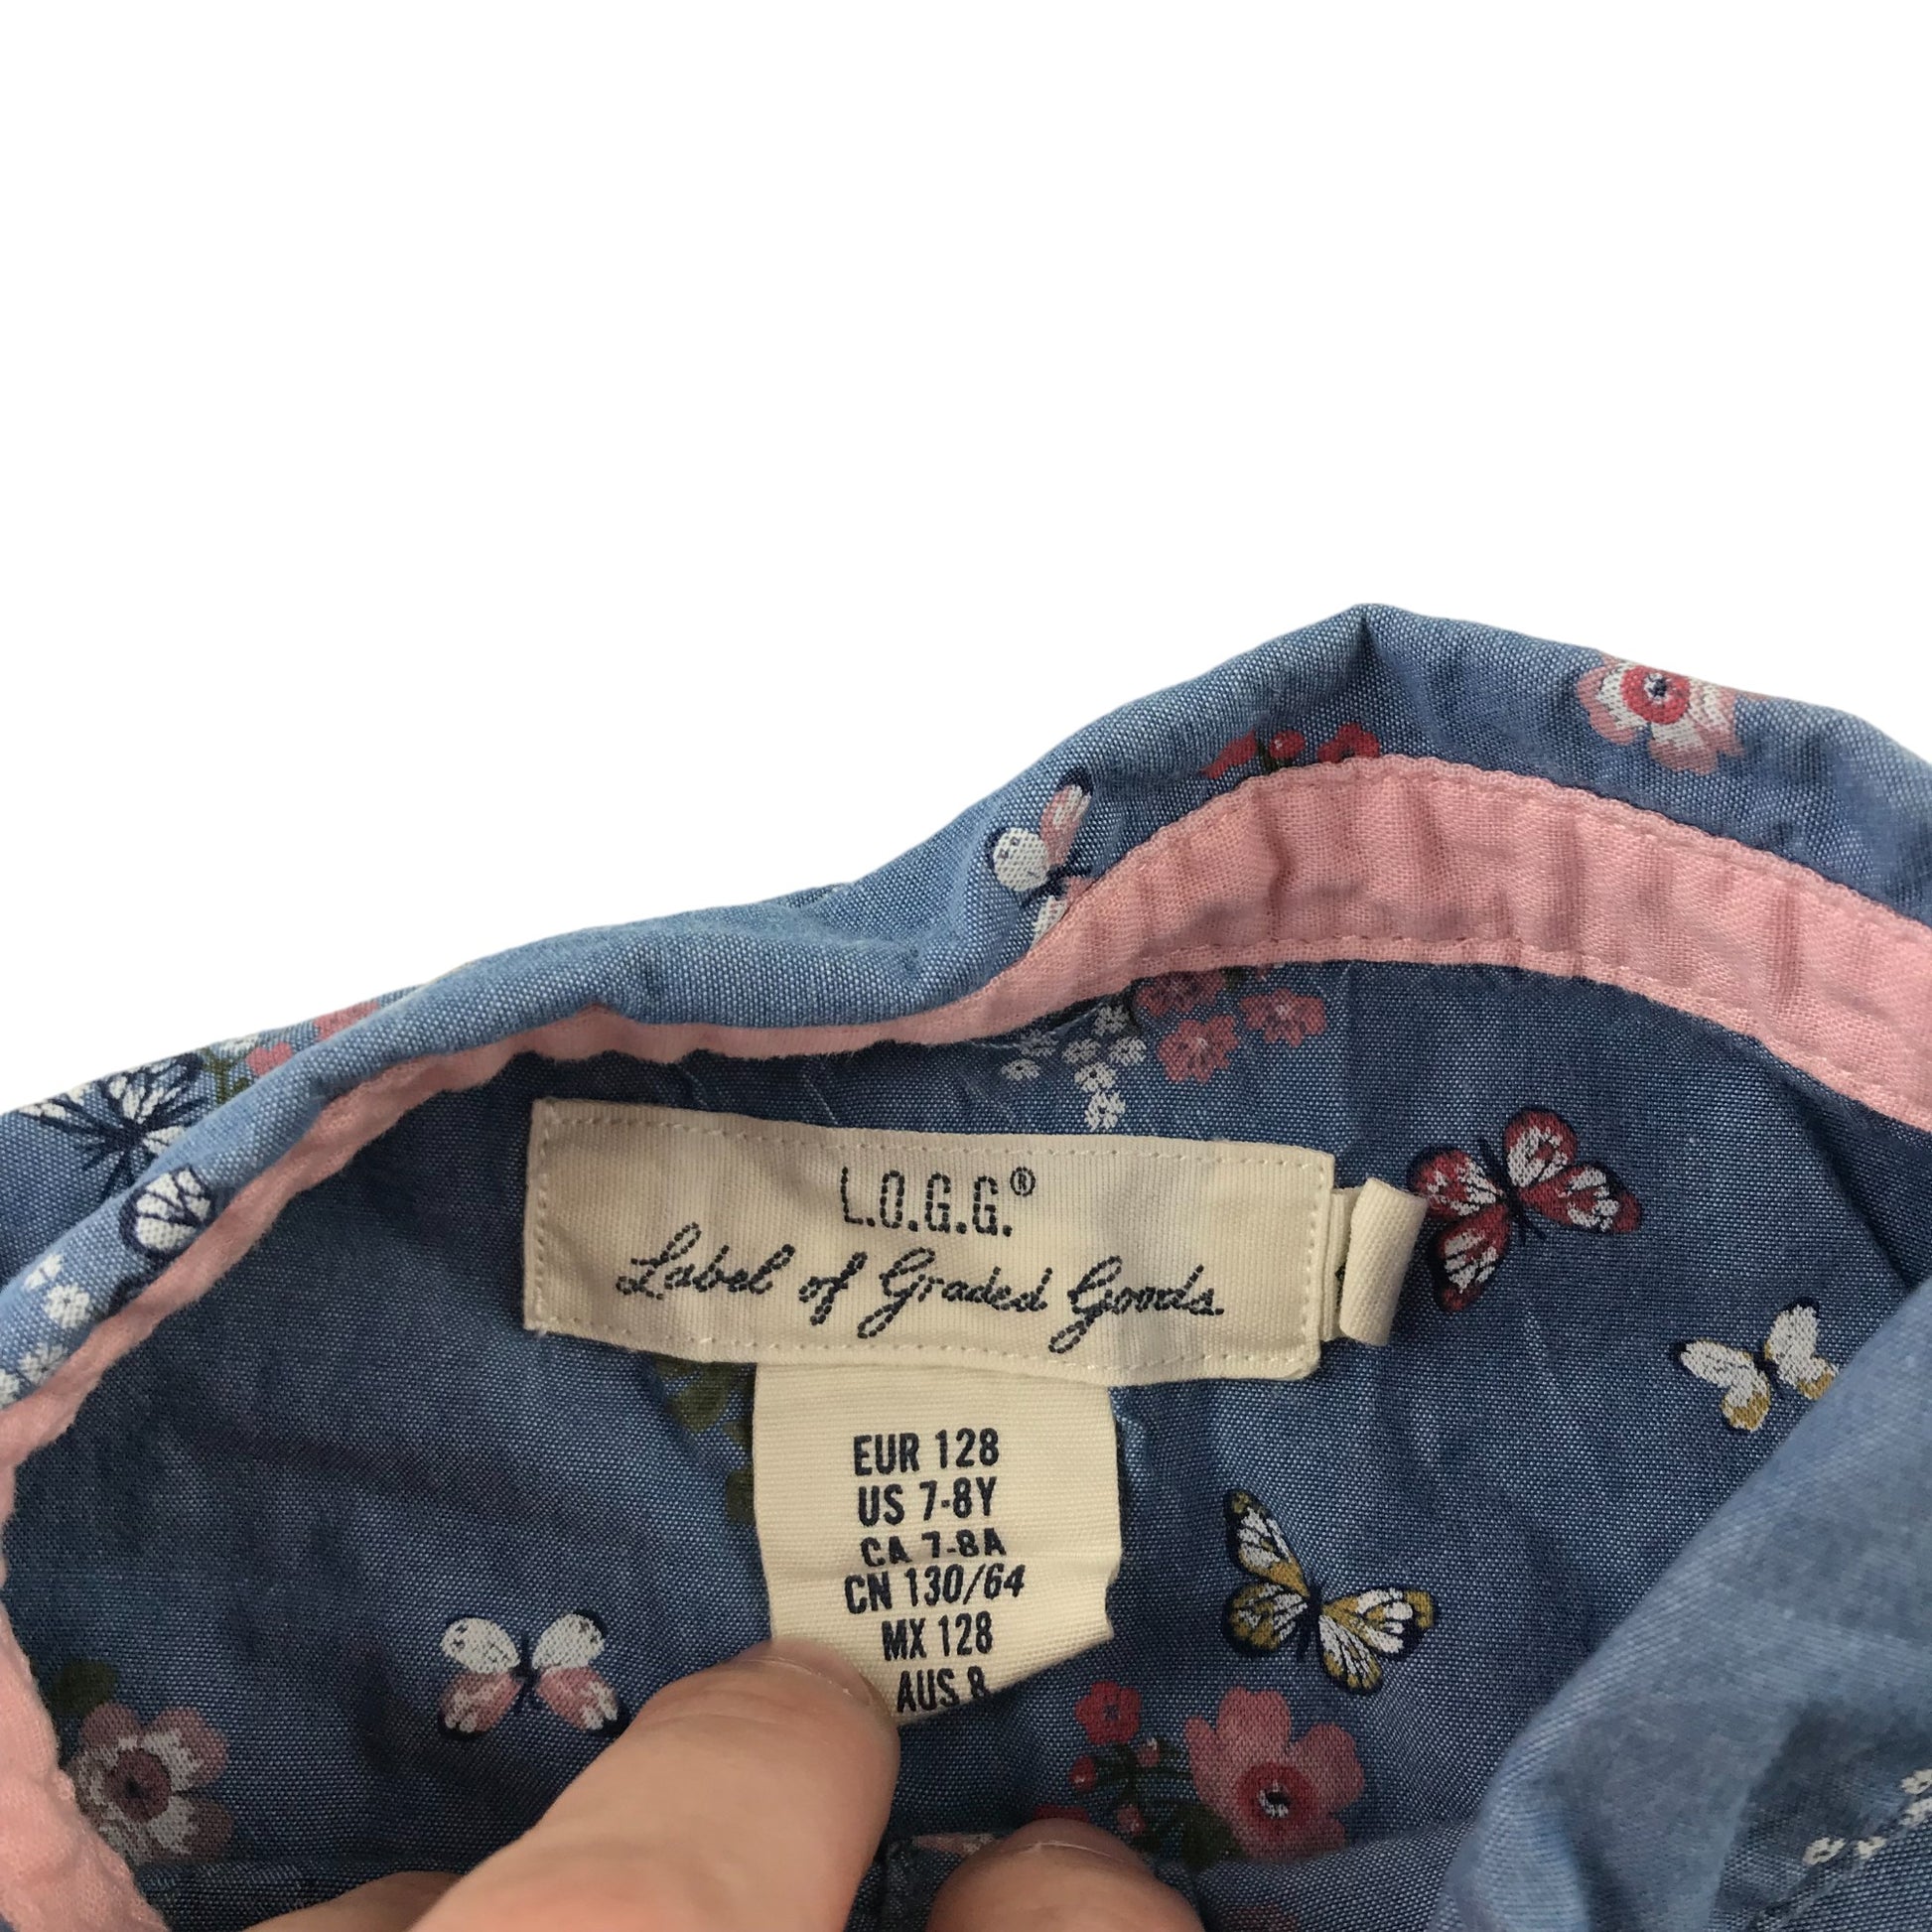 L.O.G.G.®
Label of Graded Goods
EUR 128
US 7-8Y
CA 7-8A
CN 130/64
MX 128
AUS 8